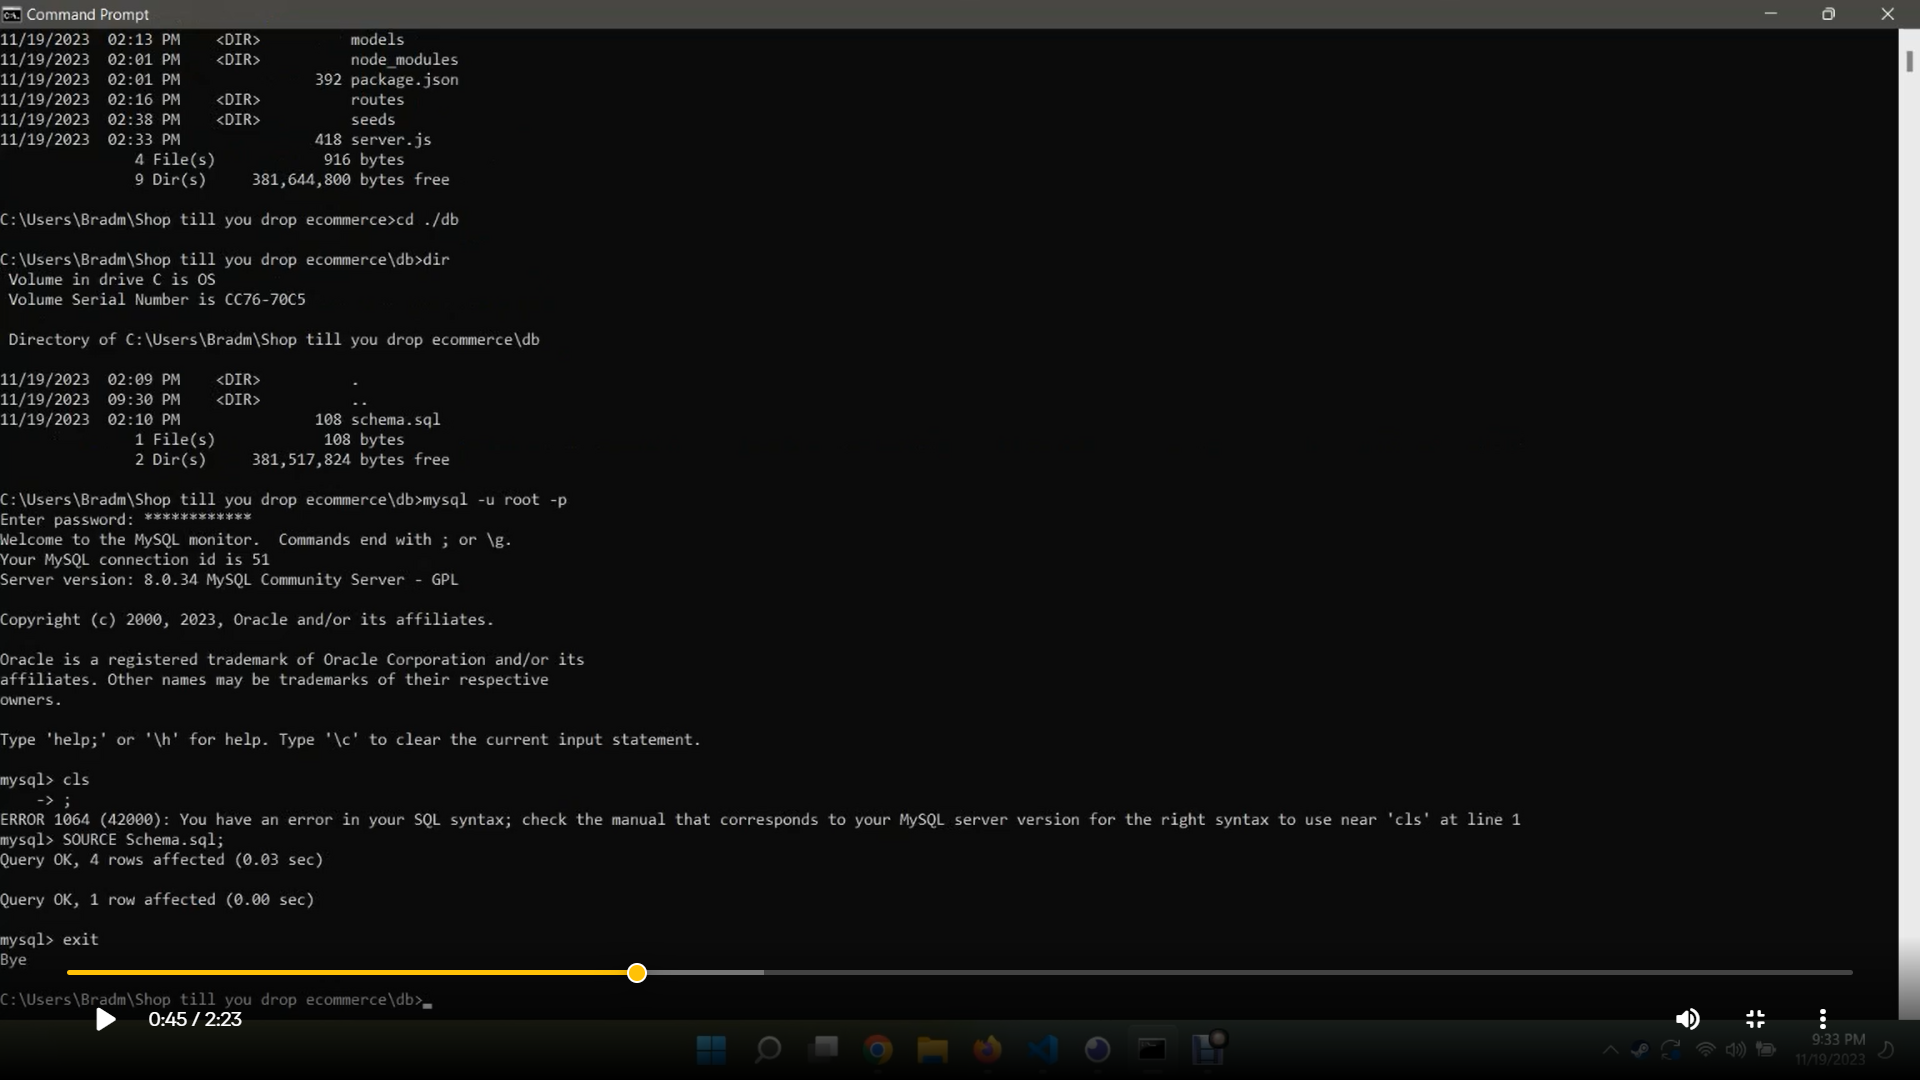 Command Prompt
11/19/2023  02:13 PM    <DIR>          models
11/19/2023  02:01 PM    <DIR>          node_modules
11/19/2023  02:01 PM               392 package.json
11/19/2023  02:16 PM    <DIR>          routes
11/19/2023  02:38 PM    <DIR>          seeds
11/19/2023  02:33 PM               418 server.js
               4 File(s)            916 bytes
               9 Dir(s)     381,644,800 bytes free
C:\Users\Bradm\Shop till you drop ecommerce>cd ./db
C:\Users\Bradm\Shop till you drop ecommerce\db>dir
 Volume in drive C is OS
 Volume Serial Number is CC76-70C5
 Directory of C:\Users\Bradm\Shop till you drop ecommerce\db
11/19/2023  02:09 PM    <DIR>          .
11/19/2023  09:30 PM    <DIR>          ..
11/19/2023  02:10 PM               108 schema.sql
               1 File(s)            108 bytes
               2 Dir(s)     381,517,824 bytes free
C:\Users\Bradm\Shop till you drop ecommerce\db>mysql -u root -p
Enter password: ************
Welcome to the MySQL monitor.  Commands end with ; or \g.
Your MySQL connection id is 51
Server version: 8.0.34 MySQL Community Server - GPL
Copyright (c) 2000, 2023, Oracle and/or its affiliates.
Oracle is a registered trademark of Oracle Corporation and/or its
affiliates. Other names may be trademarks of their respective
owners.
Type 'help;' or '\h' for help. Type '\c' to clear the current input statement.
mysql> cls
    -> ;
ERROR 1064 (42000): You have an error in your SQL syntax; check the manual that corresponds to your MySQL server version for the right syntax to use near 'cls' at line 1
mysql> SOURCE Schema.sql;
Query OK, 4 rows affected (0.03 sec)
Query OK, 1 row affected (0.00 sec)
mysql> exit
Bye
C:\Users\Bradm\Shop till you drop ecommerce\db>_
0:45 / 2:23
9:33 PM
11/19/2023